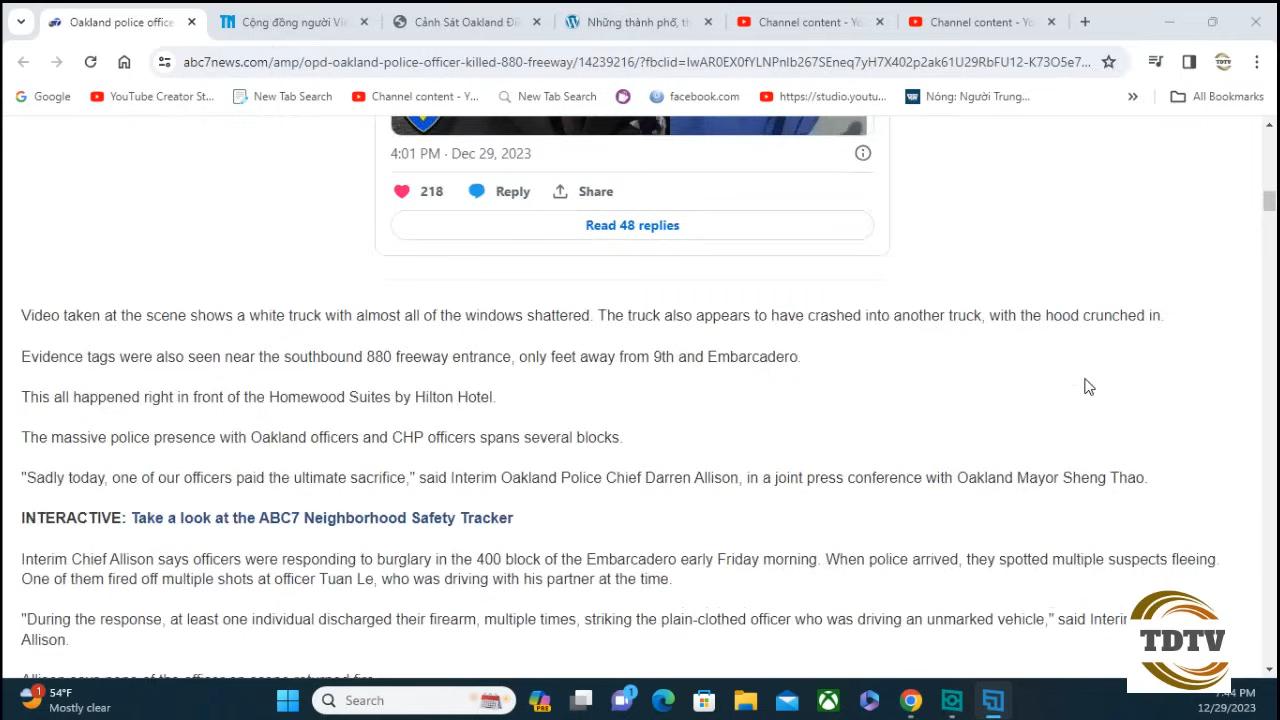 Oakland police office
Cộng đồng người Vi
Cảnh Sát Oakland Đi
Những thành phố, th
Channel content - Yo
Channel content - Yo
abc7news.com/amp/opd-oakland-police-officer-killed-880-freeway/14239216/?fbclid=IwAR0EX0fYLNPnIb267SEneq7yH7X402p2ak61U29RbFU12-K73O5e7...
Google
YouTube Creator St...
New Tab Search
Channel content - Y...
New Tab Search
facebook.com
https://studio.youtu...
Nóng: Người Trung...
»
All Bookmarks
4:01 PM · Dec 29, 2023
218 Reply Share
Read 48 replies
Video taken at the scene shows a white truck with almost all of the windows shattered. The truck also appears to have crashed into another truck, with the hood crunched in.
Evidence tags were also seen near the southbound 880 freeway entrance, only feet away from 9th and Embarcadero.
This all happened right in front of the Homewood Suites by Hilton Hotel.
The massive police presence with Oakland officers and CHP officers spans several blocks.
"Sadly today, one of our officers paid the ultimate sacrifice," said Interim Oakland Police Chief Darren Allison, in a joint press conference with Oakland Mayor Sheng Thao.
INTERACTIVE: Take a look at the ABC7 Neighborhood Safety Tracker
Interim Chief Allison says officers were responding to burglary in the 400 block of the Embarcadero early Friday morning. When police arrived, they spotted multiple suspects fleeing.
One of them fired off multiple shots at officer Tuan Le, who was driving with his partner at the time.
"During the response, at least one individual discharged their firearm, multiple times, striking the plain-clothed officer who was driving an unmarked vehicle," said Interi
Allison.
TDTV
1
54°F
Mostly clear
Search
PRE
1
7:44 PM
12/29/2023